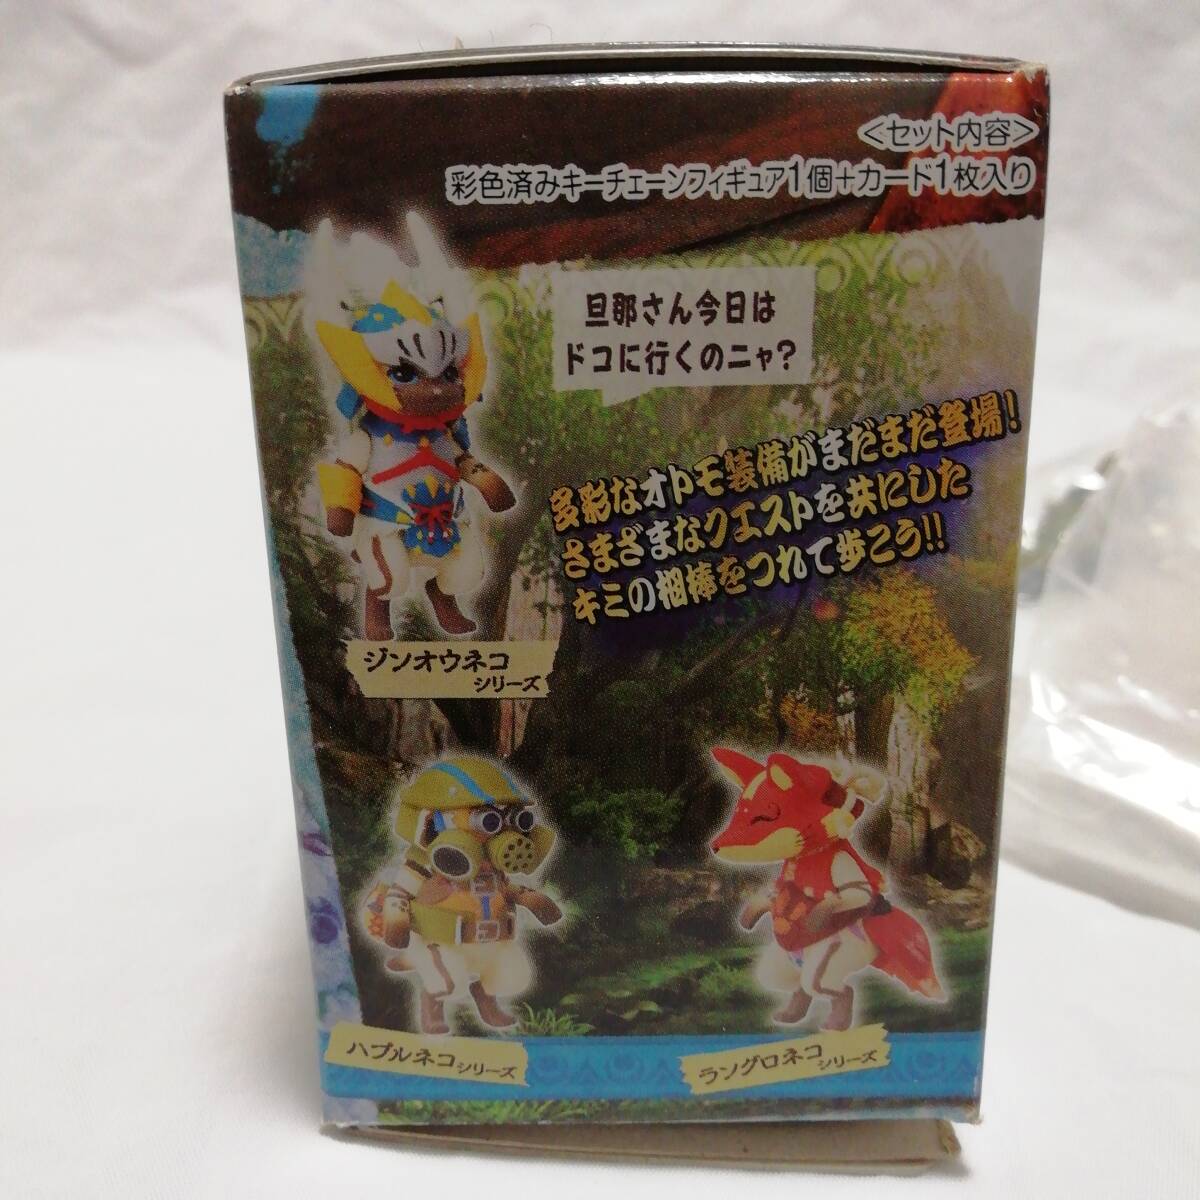 <セット内容>
彩色済みキーチェーンフィギュア1個+カード1枚入り
旦那さん今日は
ドコに行くのニャ?
多彩なオトモ装備がまだまだ登場!
さまざまなクエストを共にした
キミの相棒をつれて歩こう!!
ジンオウネコ
シリーズ
ハプルネコシリーズ
ラングロネコシリーズ